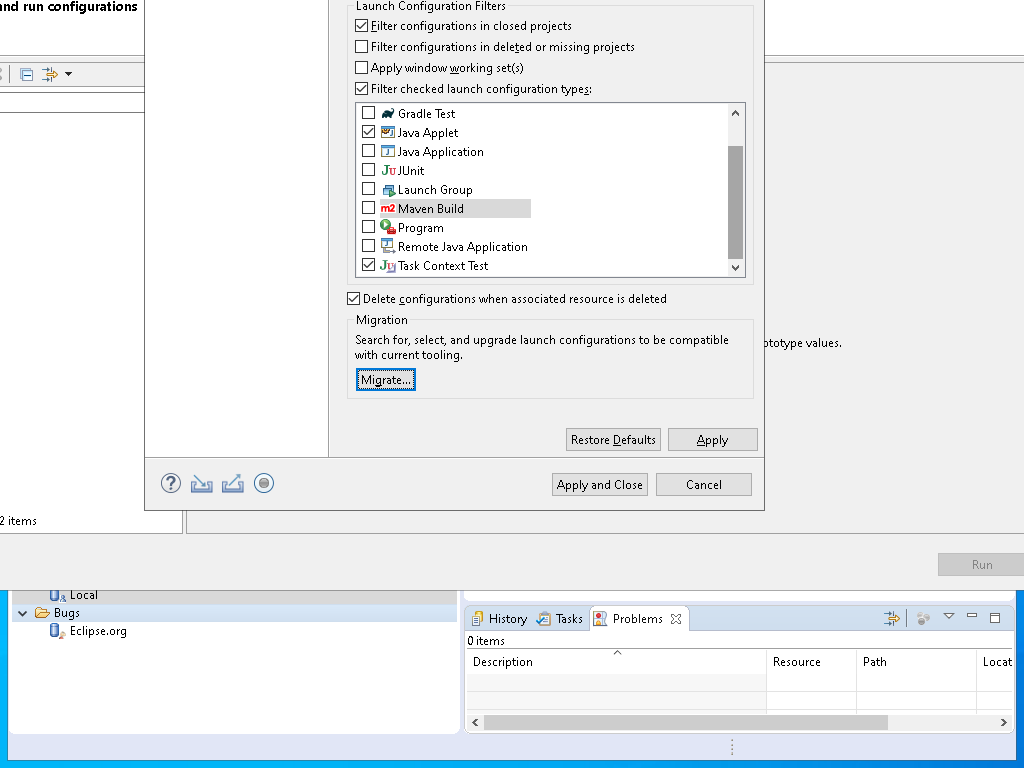 and run configurations
Launch Configuration Filters
Filter configurations in closed projects
Filter configurations in deleted or missing projects
Apply window working set(s)
Filter checked launch configuration types:
Gradle Test
Java Applet
Java Application
JUnit
Launch Group
m2 Maven Build
Program
Remote Java Application
Task Context Test
Delete configurations when associated resource is deleted
Migration
Search for, select, and upgrade launch configurations to be compatible
with current tooling.
Migrate...
ototype values.
Restore Defaults
Apply
Apply and Close
Cancel
2 items
Run
Local
Bugs
Eclipse.org
History
Tasks
Problems
0 items
Description
Resource
Path
Locat